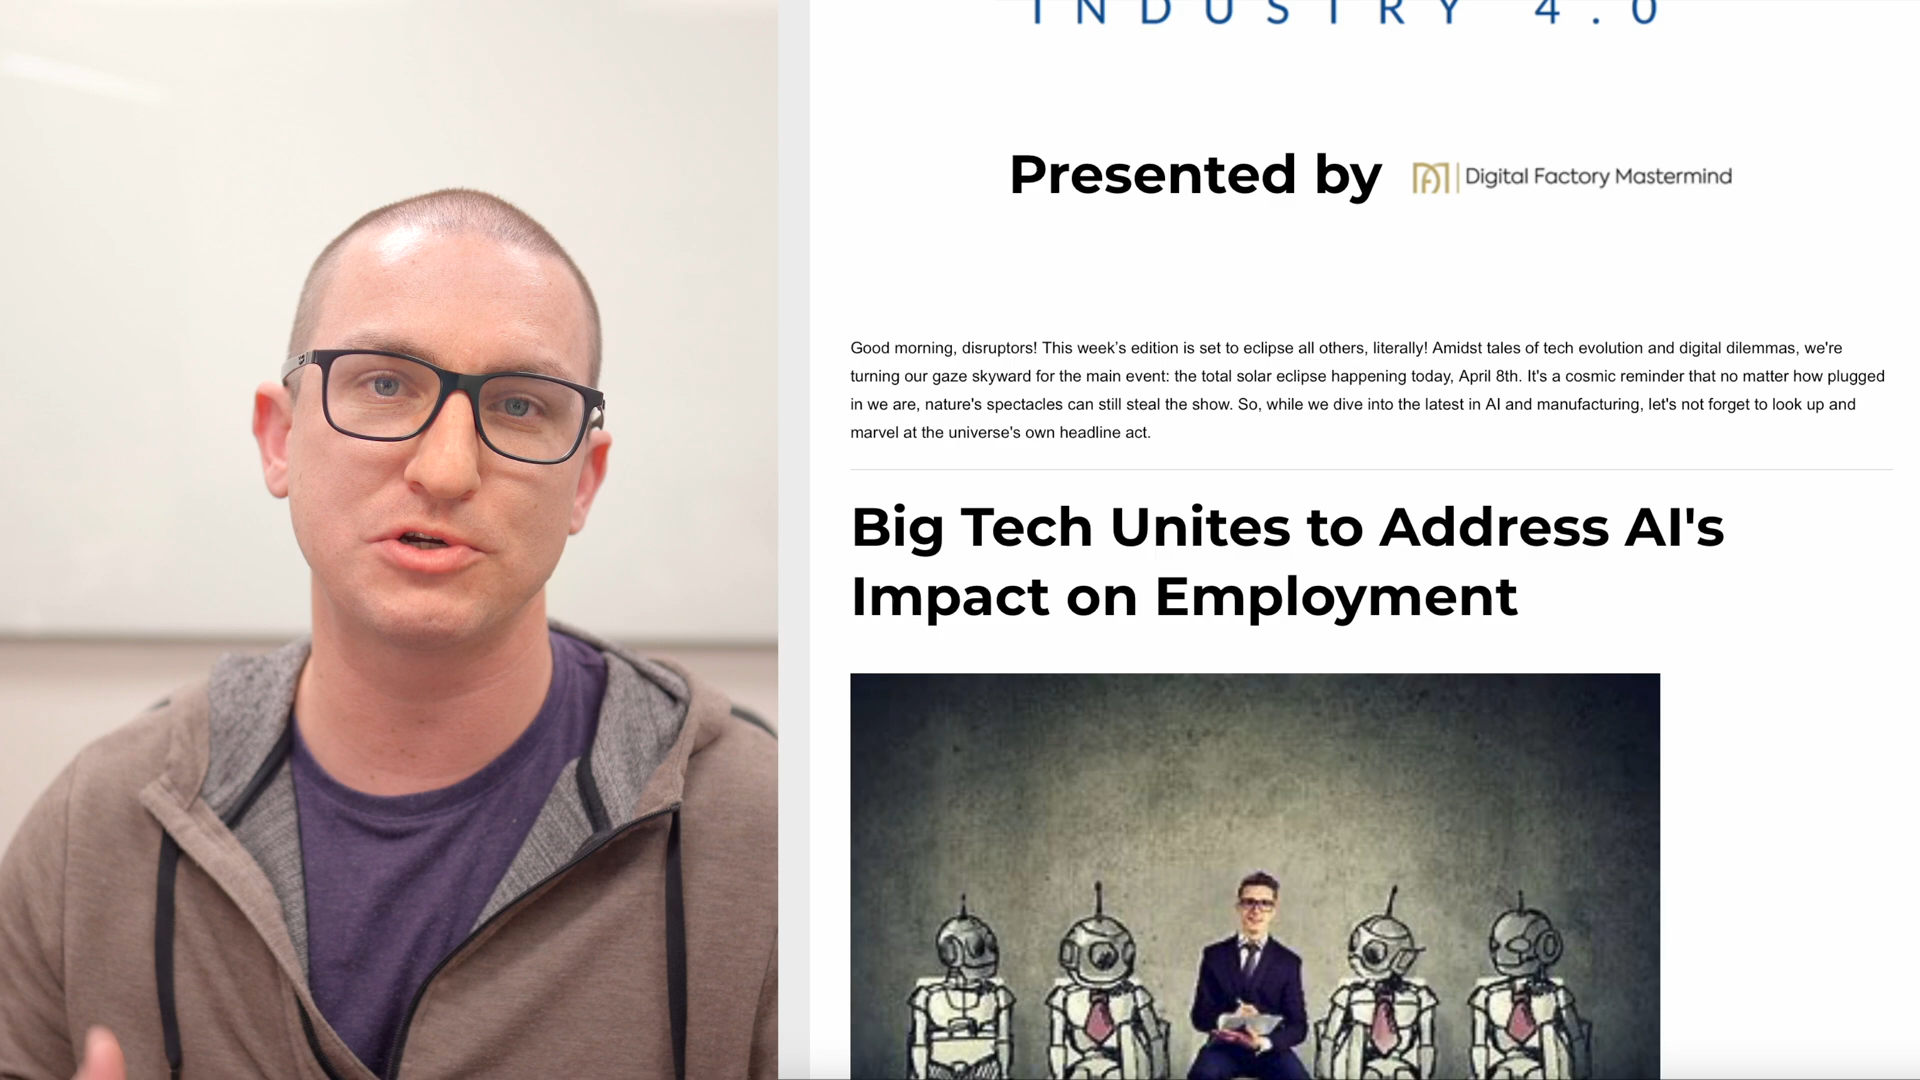 INDUSTRY 4.0
Presented by Digital Factory Mastermind
Good morning, disruptors! This week’s edition is set to eclipse all others, literally! Amidst tales of tech evolution and digital dilemmas, we're
turning our gaze skyward for the main event: the total solar eclipse happening today, April 8th. It's a cosmic reminder that no matter how plugged
in we are, nature's spectacles can still steal the show. So, while we dive into the latest in AI and manufacturing, let's not forget to look up and
marvel at the universe's own headline act.
Big Tech Unites to Address AI's
Impact on Employment